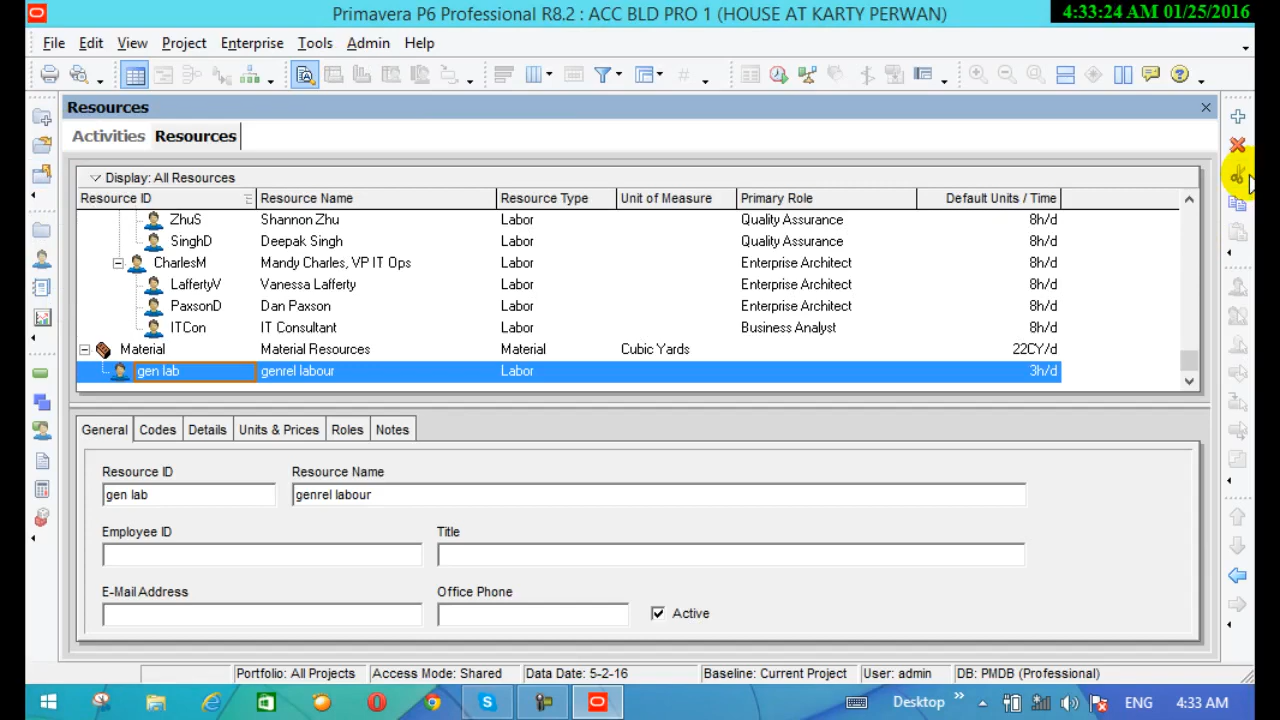 Primavera P6 Professional R8.2 : ACC BLD PRO 1 (HOUSE AT KARTY PERWAN)
4:33:24 AM 01/25/2016
File Edit View Project Enterprise Tools Admin Help
Resources
Activities Resources
Display: All Resources
Resource ID Resource Name Resource Type Unit of Measure Primary Role Default Units / Time
ZhuS Shannon Zhu Labor Quality Assurance 8h/d
SinghD Deepak Singh Labor Quality Assurance 8h/d
CharlesM Mandy Charles, VP IT Ops Labor Enterprise Architect 8h/d
LaffertyV Vanessa Lafferty Labor Enterprise Architect 8h/d
PaxsonD Dan Paxson Labor Enterprise Architect 8h/d
ITCon IT Consultant Labor Business Analyst 8h/d
Material Material Resources Material Cubic Yards 22CY/d
gen lab genrel labour Labor 3h/d
General Codes Details Units & Prices Roles Notes
Resource ID Resource Name
gen lab genrel labour
Employee ID Title
E-Mail Address Office Phone
Active
Portfolio: All Projects Access Mode: Shared Data Date: 5-2-16 Baseline: Current Project User: admin DB: PMDB (Professional)
Desktop ENG 4:33 AM